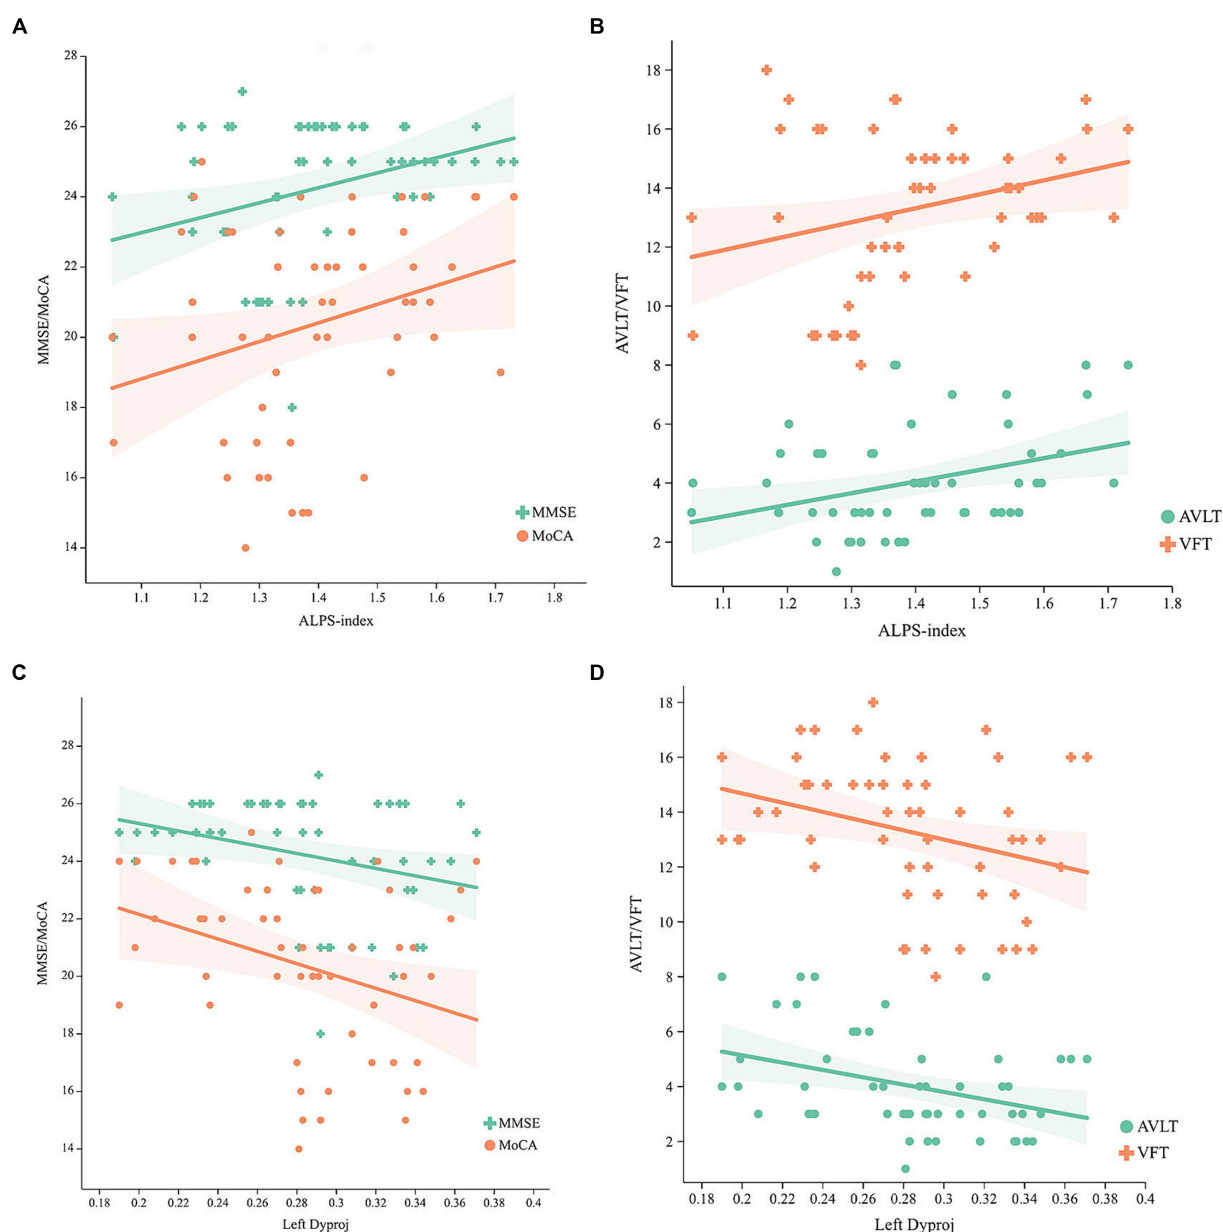 A
28
26
24
22
20
18
16
14
MMSE/MoCA
MMSE
MoCA
1.1 1.2 1.3 1.4 1.5 1.6 1.7 1.8
ALPS-index
B
18
16
14
12
10
8
6
4
2
AVLT/VFT
AVLT
VFT
1.1 1.2 1.3 1.4 1.5 1.6 1.7 1.8
ALPS-index
C
28
26
24
22
20
18
16
14
MMSE/MoCA
MMSE
MoCA
0.18 0.2 0.22 0.24 0.26 0.28 0.3 0.32 0.34 0.36 0.38 0.4
Left Dyproj
D
18
16
14
12
10
8
6
4
2
AVLT/VFT
AVLT
VFT
0.18 0.2 0.22 0.24 0.26 0.28 0.3 0.32 0.34 0.36 0.38 0.4
Left Dyproj